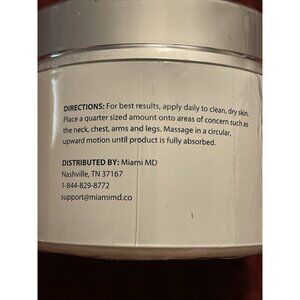 DIRECTIONS: For best results, apply daily to clean, dry skin.
Place a quarter sized amount onto areas of concern such as
the neck, chest, arms and legs. Massage in a circular,
upward motion until product is fully absorbed.
DISTRIBUTED BY: Miami MD
Nashville, TN 37167
1-844-829-8772
support@miamimd.co